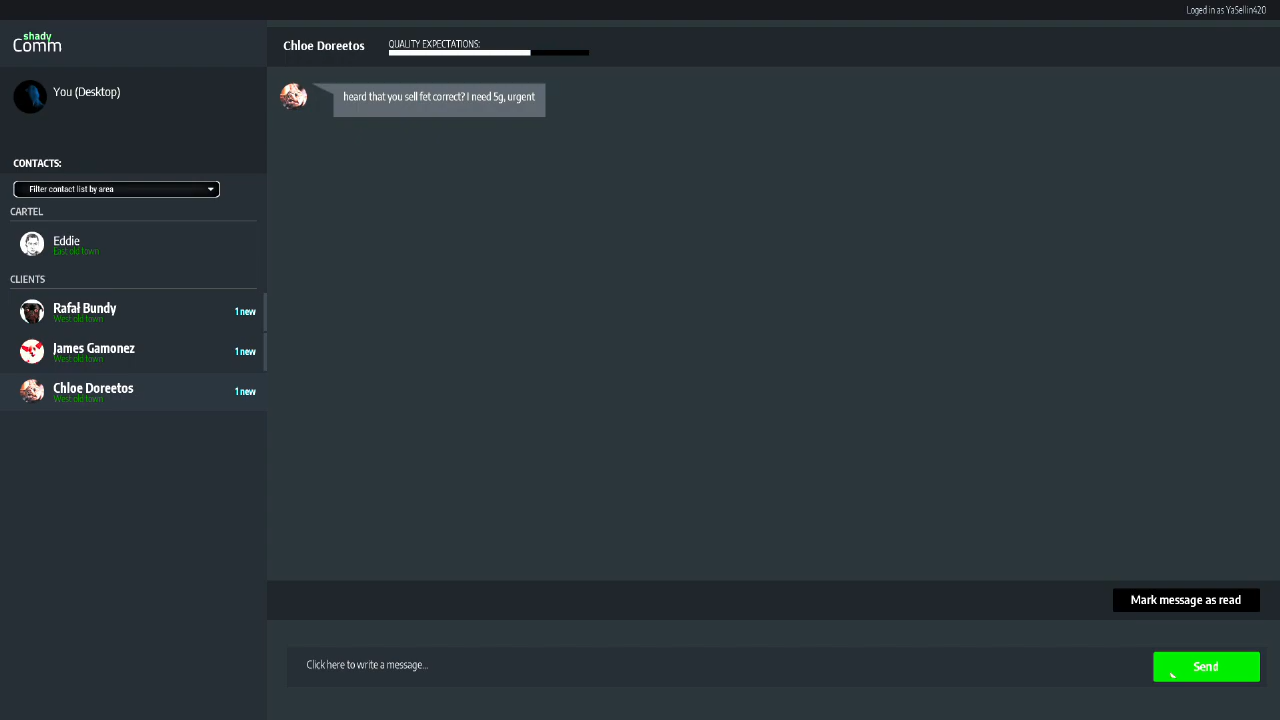 Loged in as YaSellin420
shady
Comm
You (Desktop)
CONTACTS:
Filter contact list by area
CARTEL
Eddie
East old town
CLIENTS
Rafał Bundy
West old town
1 new
James Gamonez
West old town
1 new
Chloe Doreetos
West old town
1 new
Chloe Doreetos
QUALITY EXPECTATIONS:
heard that you sell fet correct? I need 5g, urgent
Mark message as read
Click here to write a message...
Send